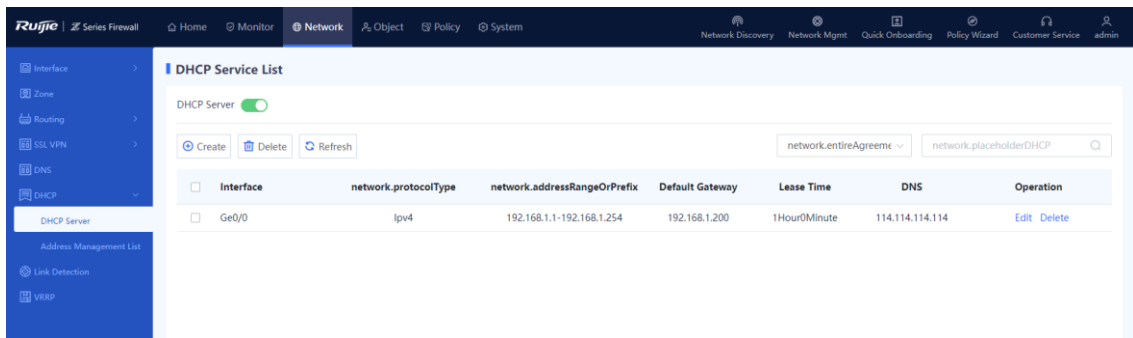 Ruijie | Z Series Firewall Home Monitor Network Object Policy System Network Discovery Network Mgmt Quick Onboarding Policy Wizard Customer Service admin
Interface
Zone
Routing
SSL VPN
DNS
DHCP
DHCP Server
Address Management List
Link Detection
VRRP
DHCP Service List
DHCP Server
Create Delete Refresh network.entireAgreeme network.placeholderDHCP
Interface network.protocolType network.addressRangeOrPrefix Default Gateway Lease Time DNS Operation
Ge0/0 Ipv4 192.168.1.1-192.168.1.254 192.168.1.200 1Hour0Minute 114.114.114.114 Edit Delete